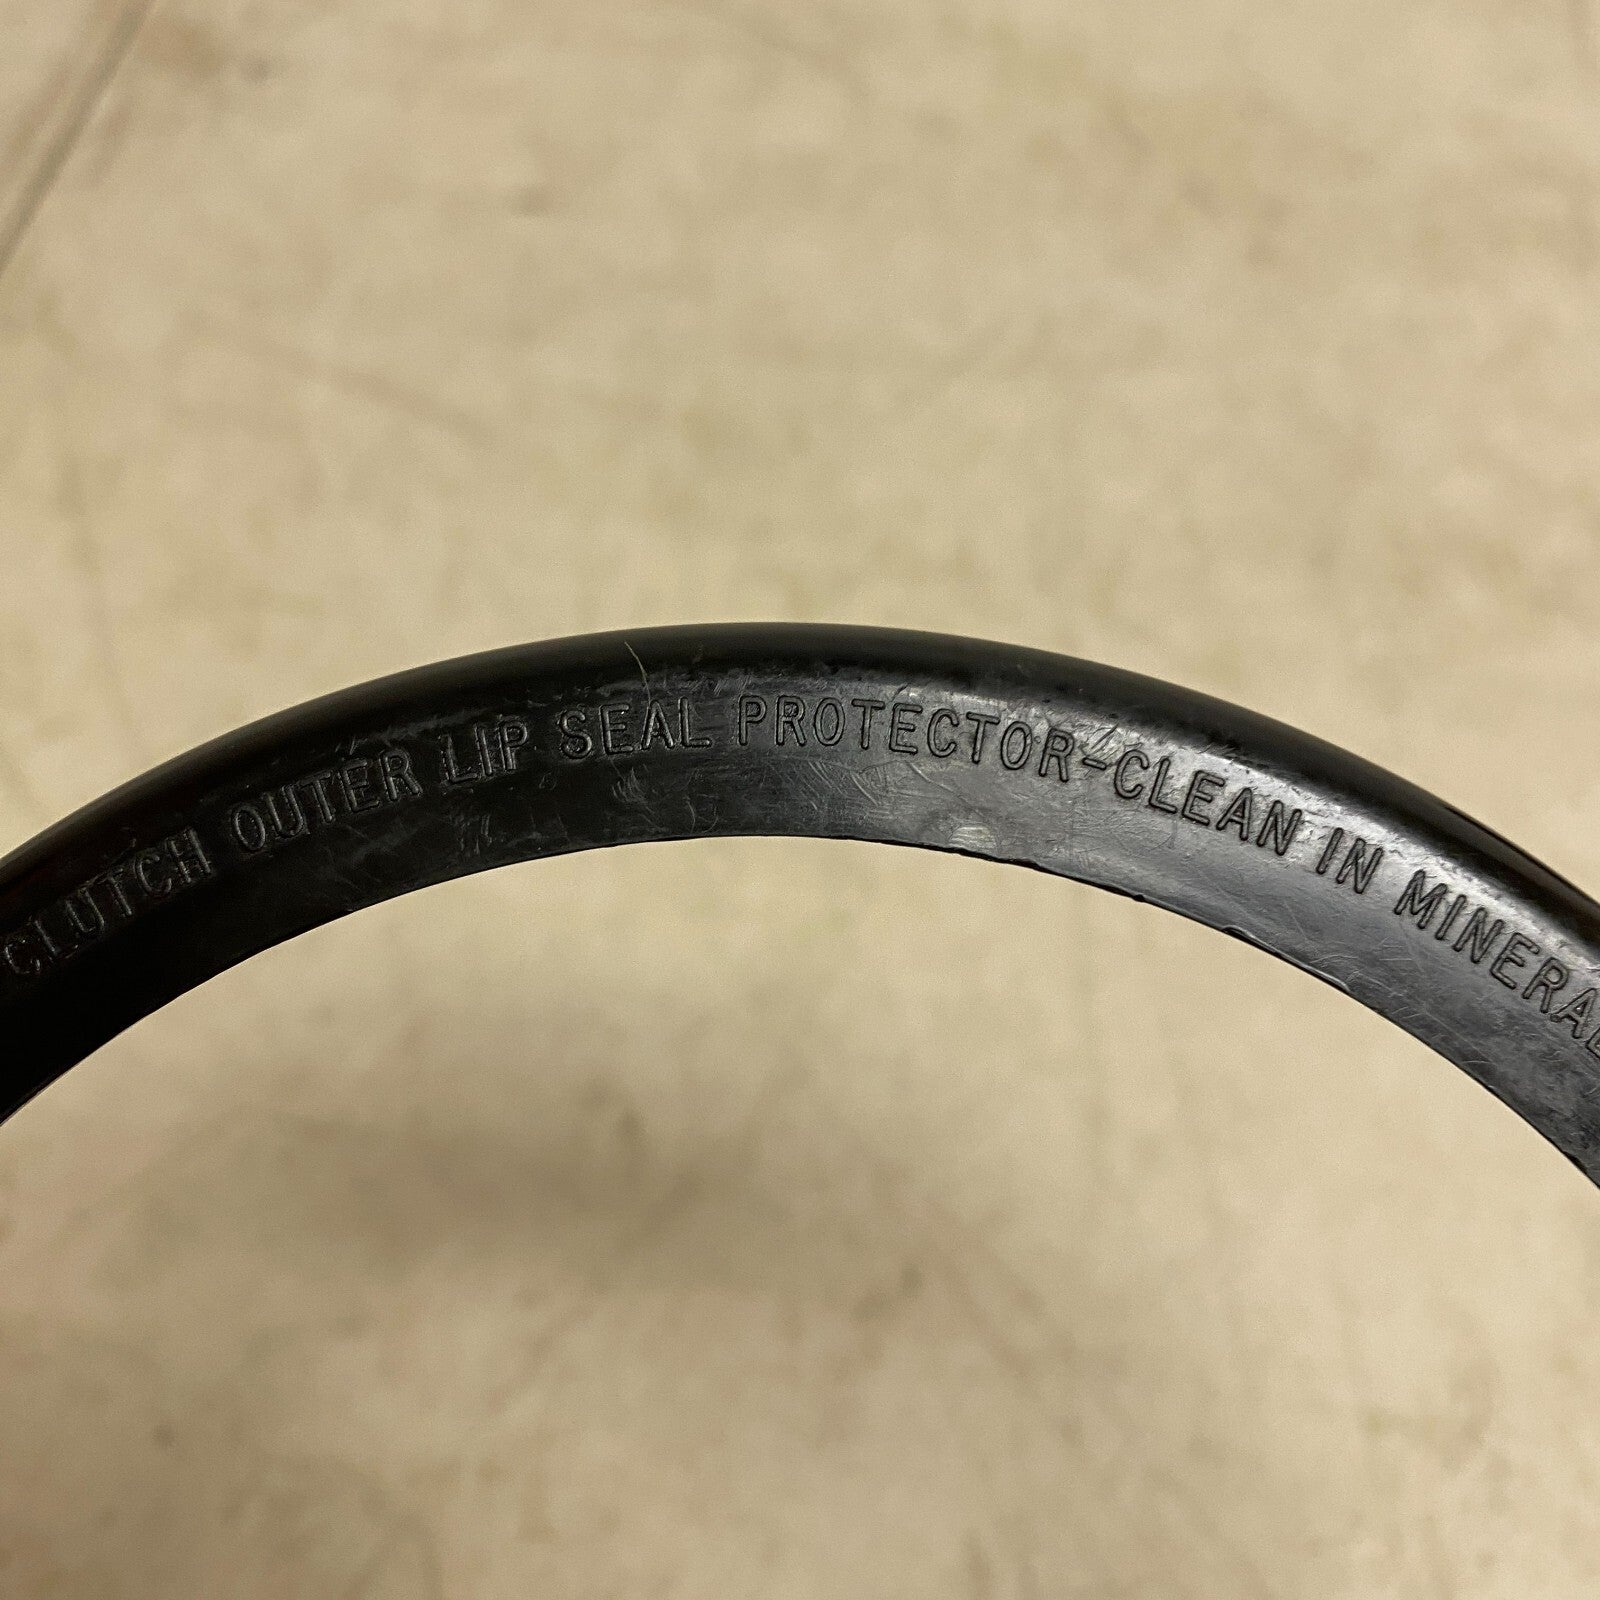 CLUTCH OUTER LIP SEAL PROTECTOR-CLEAN IN MINERAL